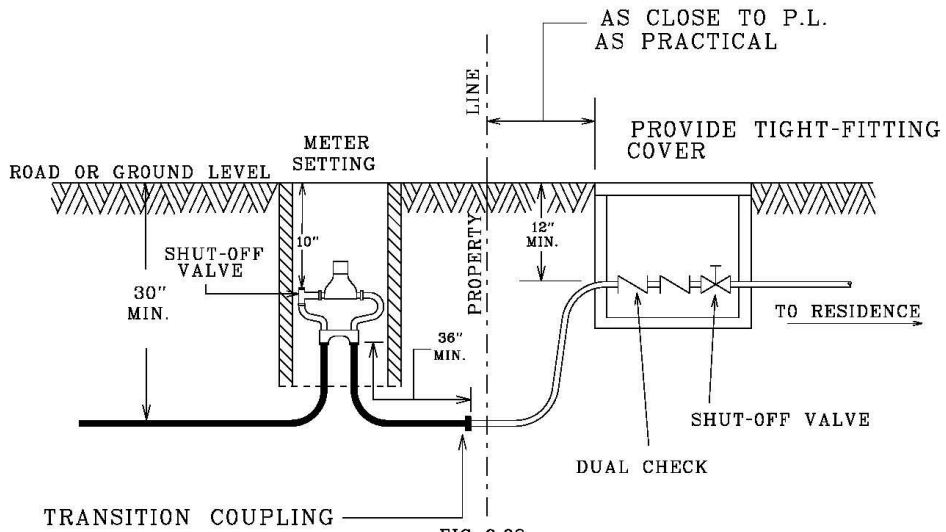 AS CLOSE TO P.L.
AS PRACTICAL
LINE
PROPERTY
METER
SETTING
PROVIDE TIGHT-FITTING
COVER
ROAD OR GROUND LEVEL
10"
12"
MIN.
SHUT-OFF
VALVE
30"
MIN.
36"
MIN.
TO RESIDENCE
SHUT-OFF VALVE
DUAL CHECK
TRANSITION COUPLING